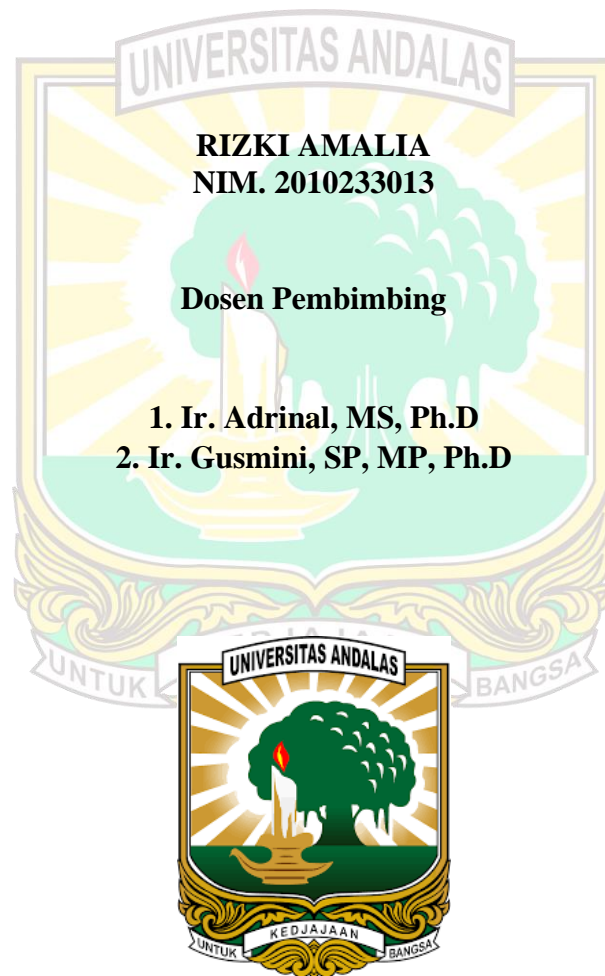 UNIVERSITAS ANDALAS
RIZKI AMALIA
NIM. 2010233013
Dosen Pembimbing
1. Ir. Adrinal, MS, Ph.D
2. Ir. Gusmini, SP, MP, Ph.D
UNTUK BANGSA
UNIVERSITAS ANDALAS
UNTUK KEDJAJAAN BANGSA